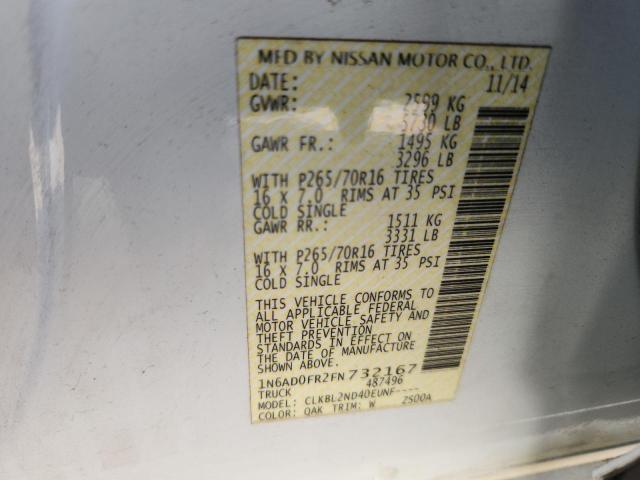 MFD BY NISSAN MOTOR CO., LTD.
DATE: 11/14
GVWR: 2599 KG
5730 LB
GAWR FR.: 1495 KG
3296 LB
WITH P265/70R16 TIRES
16 X 7.0 RIMS AT 35 PSI
COLD SINGLE
GAWR RR.: 1511 KG
3331 LB
WITH P265/70R16 TIRES
16 X 7.0 RIMS AT 35 PSI
COLD SINGLE
THIS VEHICLE CONFORMS TO
ALL APPLICABLE FEDERAL
MOTOR VEHICLE SAFETY AND
THEFT PREVENTION
STANDARDS IN EFFECT ON
THE DATE OF MANUFACTURE
SHOWN ABOVE.
1N6AD0FR2FN732167
TRUCK 487496
MODEL: CLKBL2ND40EUNF----
COLOR: QAK TRIM: W 2S00A